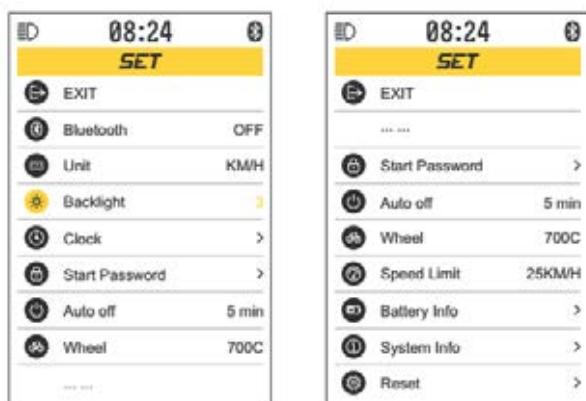 08:24
SET
EXIT
Bluetooth OFF
Unit KM/H
Backlight 3
Clock >
Start Password >
Auto off 5 min
Wheel 700C
... ...
08:24
SET
EXIT
... ...
Start Password >
Auto off 5 min
Wheel 700C
Speed Limit 25KM/H
Battery Info >
System Info >
Reset >